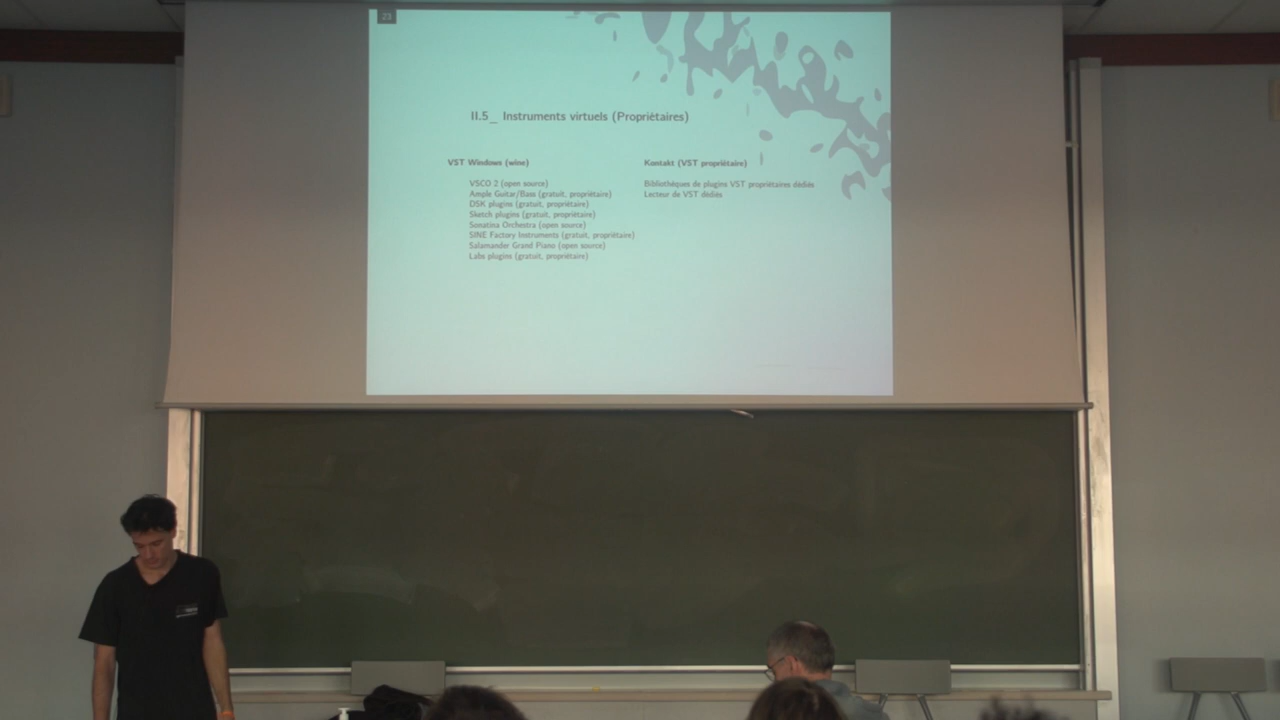 23
II.5_ Instruments virtuels (Propriétaires)
VST Windows (wine)
VSCO 2 (open source)
Ample Guitar/Bass (gratuit, propriétaire)
DSK plugins (gratuit, propriétaire)
Sketch plugins (gratuit, propriétaire)
Sonatina Orchestra (open source)
SINE Factory Instruments (gratuit, propriétaire)
Salamander Grand Piano (open source)
Labs plugins (gratuit, propriétaire)
Kontakt (VST propriétaire)
Bibliothèques de plugins VST propriétaires dédiés
Lecteur de VST dédiés